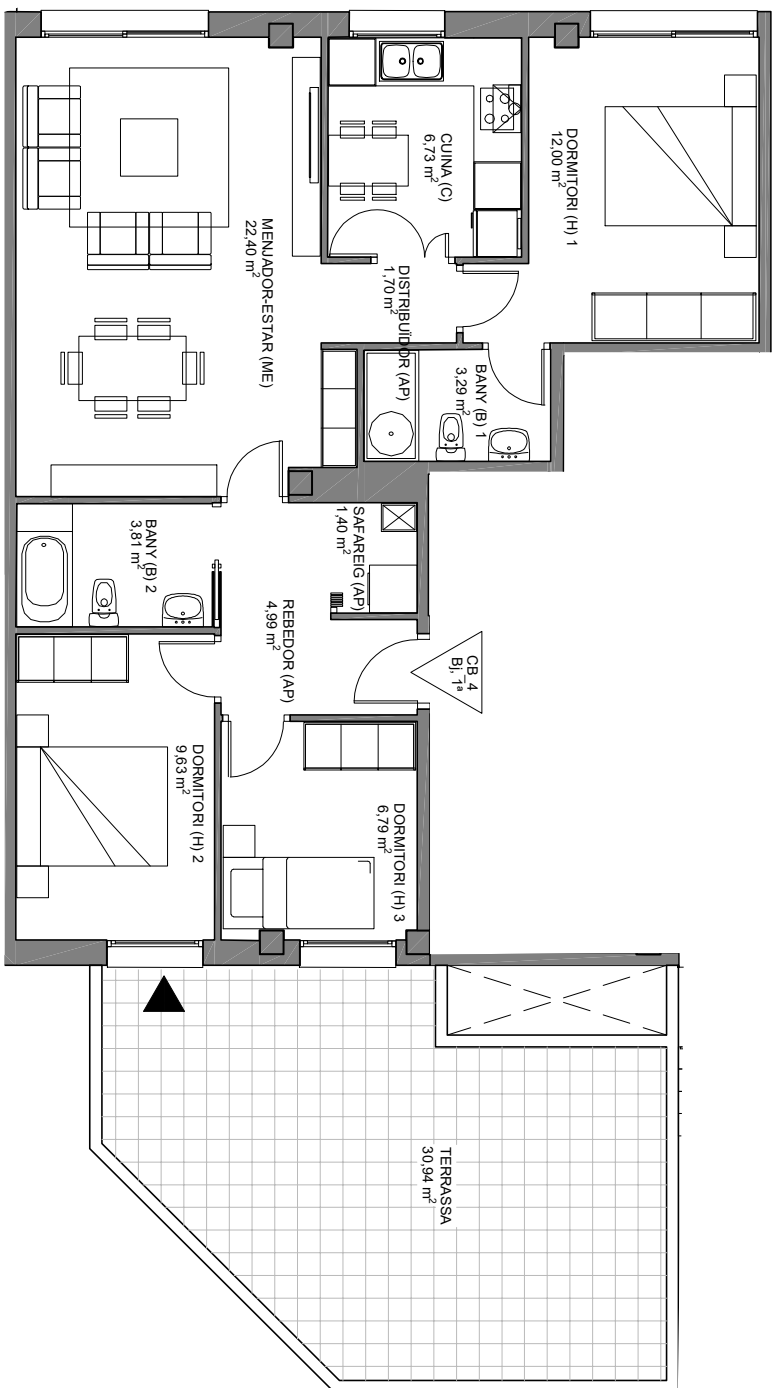 DORMITORI (H) 1
12,00 m²
CUINA (C)
6,73 m²
MENJADOR-ESTAR (ME)
22,40 m²
DISTRIBUÏDOR (AP)
1,70 m²
BANY (B) 1
3,29 m²
SAFAREIG (AP)
1,40 m²
BANY (B) 2
3,81 m²
REBEDOR (AP)
4,99 m²
CB_4
Bj, 1ª
DORMITORI (H) 2
9,63 m²
DORMITORI (H) 3
6,79 m²
TERRASSA
30,94 m²